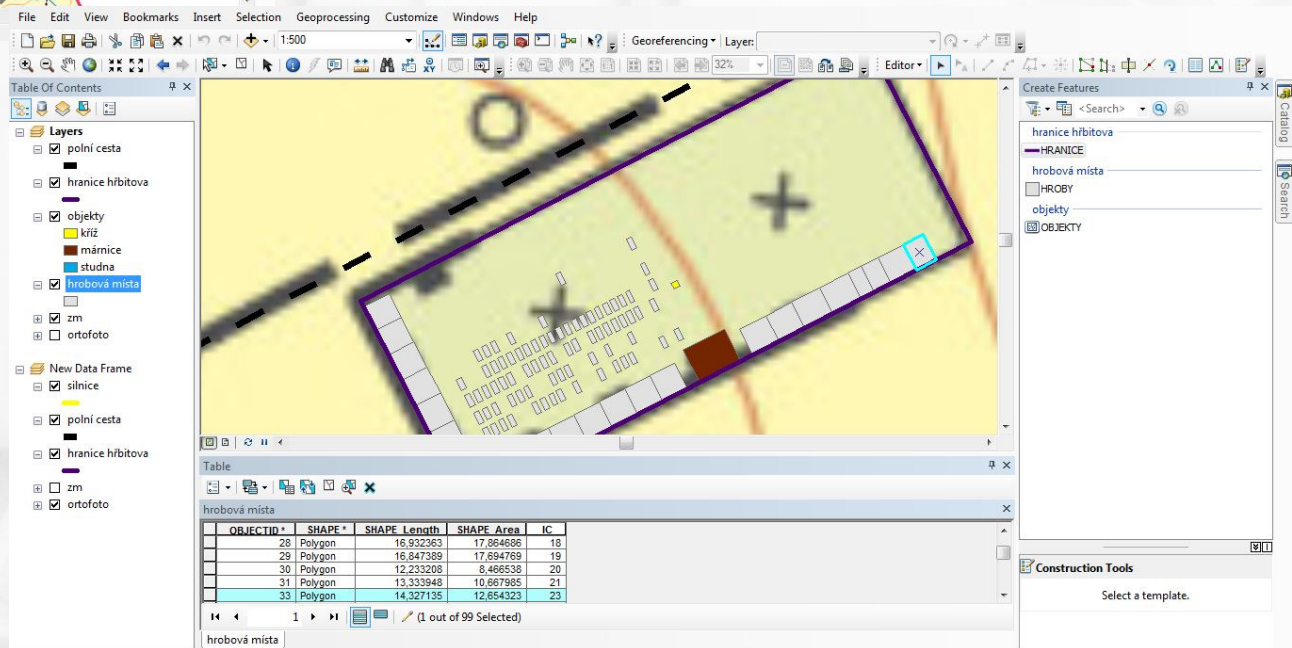 File Edit View Bookmarks Insert Selection Geoprocessing Customize Windows Help
1:500 Georeferencing Layer:
32% Editor
Table Of Contents
Layers
polní cesta
hranice hřbitova
objekty
kříž
márnice
studna
hrobová místa
zm
ortofoto
New Data Frame
silnice
polní cesta
hranice hřbitova
zm
ortofoto
Table
hrobová místa
OBJECTID * SHAPE * SHAPE_Length SHAPE_Area IC
28 Polygon 16,932363 17,864686 18
29 Polygon 16,847389 17,694769 19
30 Polygon 12,233208 8,466538 20
31 Polygon 13,333948 10,667985 21
33 Polygon 14,327135 12,654323 23
1 (1 out of 99 Selected)
hrobová místa
Create Features
<Search>
hranice hřbitova
HRANICE
hrobová místa
HROBY
objekty
OBJEKTY
Construction Tools
Select a template.
Catalog
Search